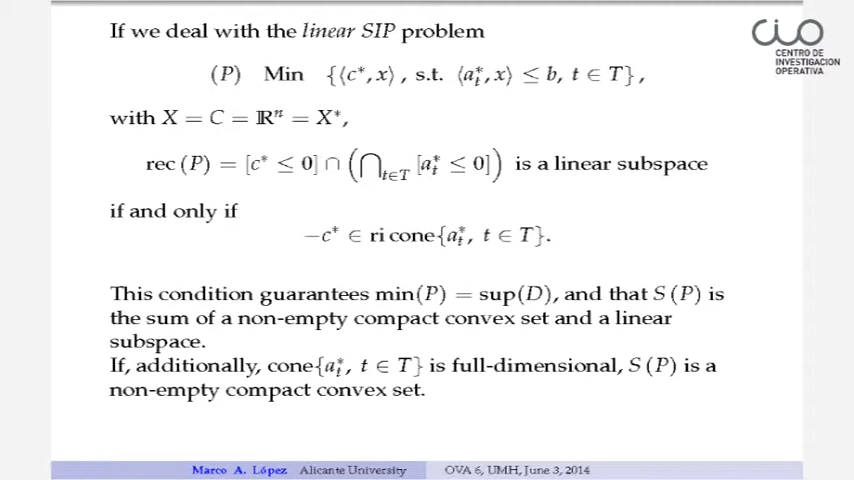 If we deal with the linear SIP problem
(P) Min {⟨c*, x⟩, s.t. ⟨a*ₜ, x⟩ ≤ b, t ∈ T},
with X = C = ℝⁿ = X*,
rec (P) = [c* ≤ 0] ∩ (⋂ₜ∈T [a*ₜ ≤ 0]) is a linear subspace
if and only if
−c* ∈ ri cone{a*ₜ, t ∈ T}.
This condition guarantees min(P) = sup(D), and that S (P) is
the sum of a non-empty compact convex set and a linear
subspace.
If, additionally, cone{a*ₜ, t ∈ T} is full-dimensional, S (P) is a
non-empty compact convex set.
CIO
CENTRO DE
INVESTIGACION
OPERATIVA
Marco A. López Alicante University OVA 6, UMH, June 3, 2014